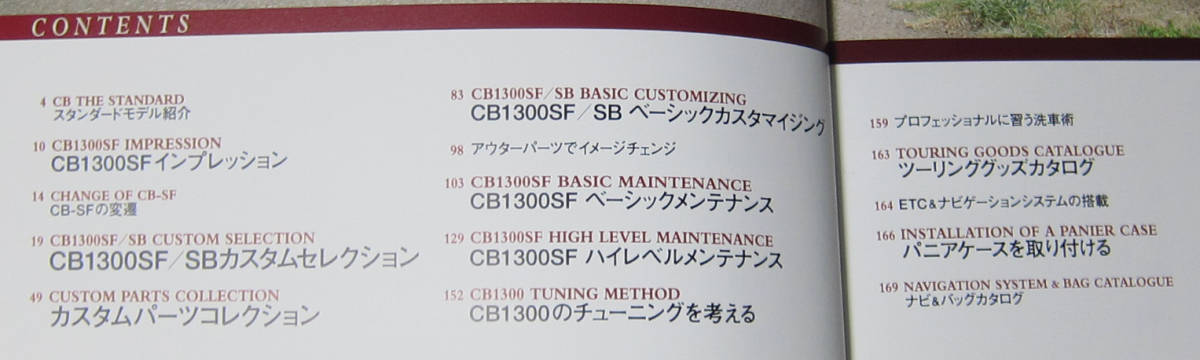 CONTENTS
4 CB THE STANDARD
スタンダードモデル紹介
10 CB1300SF IMPRESSION
CB1300SFインプレッション
14 CHANGE OF CB-SF
CB-SFの変遷
19 CB1300SF/SB CUSTOM SELECTION
CB1300SF/SBカスタムセレクション
49 CUSTOM PARTS COLLECTION
カスタムパーツコレクション
83 CB1300SF/SB BASIC CUSTOMIZING
CB1300SF/SB ベーシックカスタマイジング
98 アウターパーツでイメージチェンジ
103 CB1300SF BASIC MAINTENANCE
CB1300SF ベーシックメンテナンス
129 CB1300SF HIGH LEVEL MAINTENANCE
CB1300SF ハイレベルメンテナンス
152 CB1300 TUNING METHOD
CB1300のチューニングを考える
159 プロフェッショナルに習う洗車術
163 TOURING GOODS CATALOGUE
ツーリンググッズカタログ
164 ETC&ナビゲーションシステムの搭載
166 INSTALLATION OF A PANIER CASE
パニアケースを取り付ける
169 NAVIGATION SYSTEM & BAG CATALOGUE
ナビ&バッグカタログ